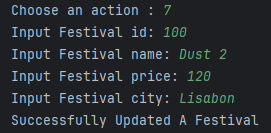 Choose an action : 7
Input Festival id: 100
Input Festival name: Dust 2
Input Festival price: 120
Input Festival city: Lisabon
Successfully Updated A Festival